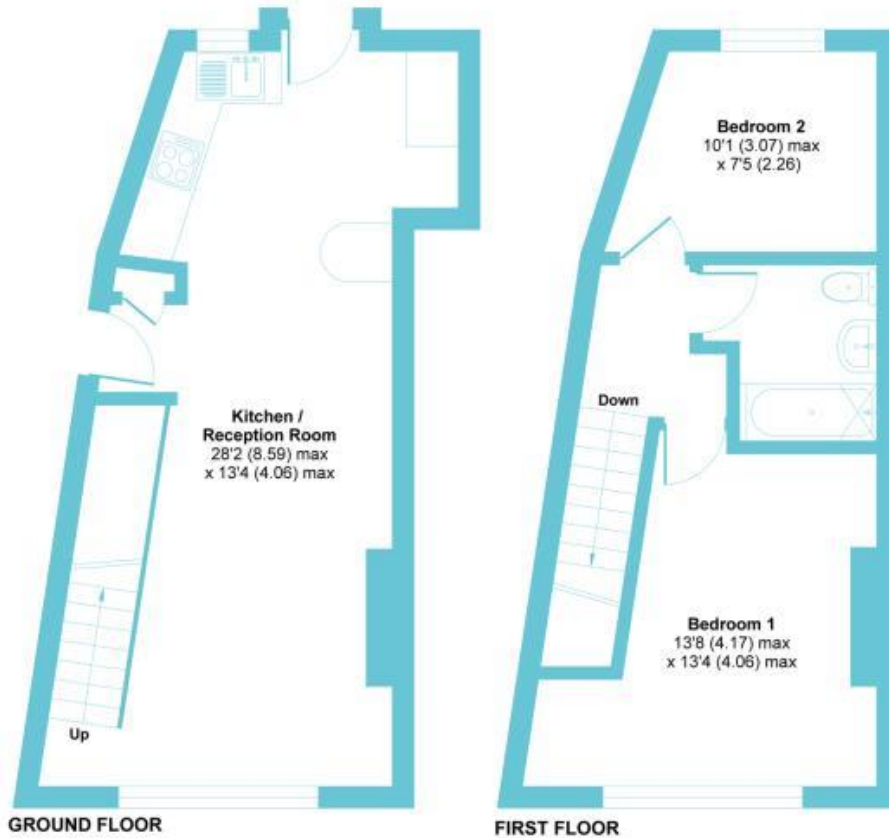 Kitchen /
Reception Room
28'2 (8.59) max
x 13'4 (4.06) max
Up
GROUND FLOOR
Bedroom 2
10'1 (3.07) max
x 7'5 (2.26)
Down
Bedroom 1
13'8 (4.17) max
x 13'4 (4.06) max
FIRST FLOOR